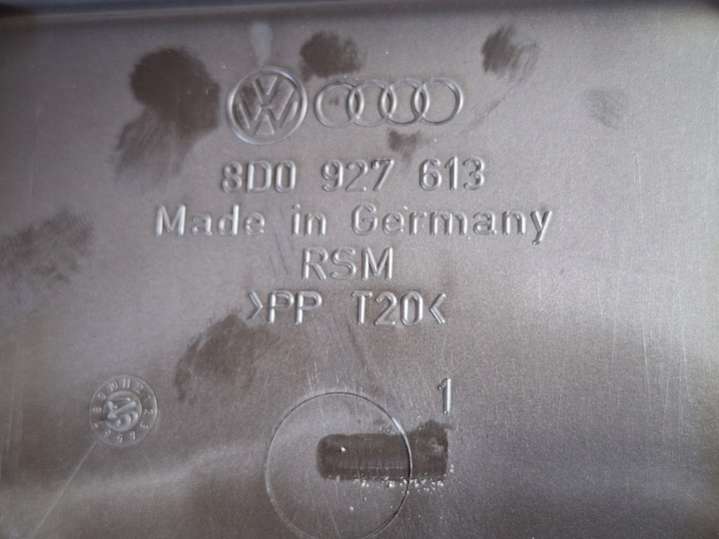 8D0 927 613
Made in Germany
RSM
>PP T20<
1